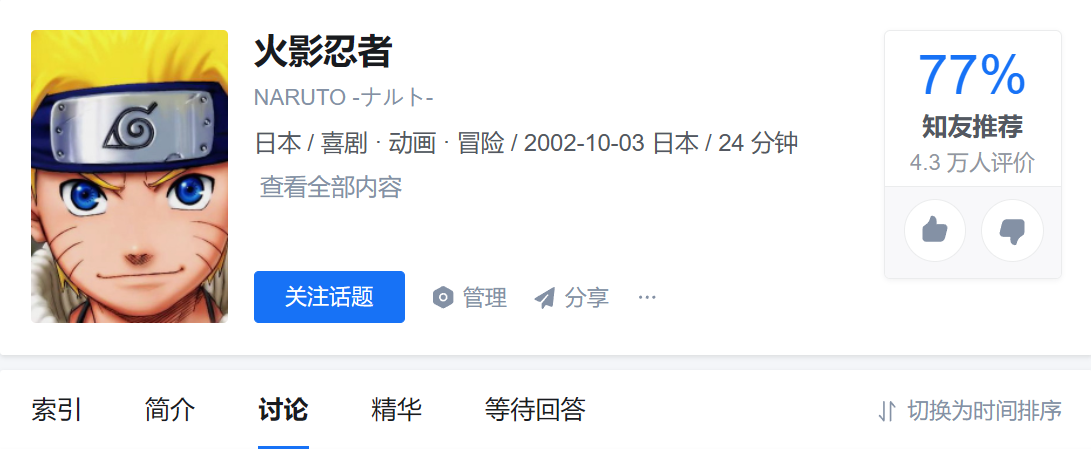 火影忍者
NARUTO -ナルト-
日本 / 喜剧 · 动画 · 冒险 / 2002-10-03 日本 / 24 分钟
查看全部内容
关注话题
管理
分享
···
77%
知友推荐
4.3 万人评价
索引
简介
讨论
精华
等待回答
切换为时间排序